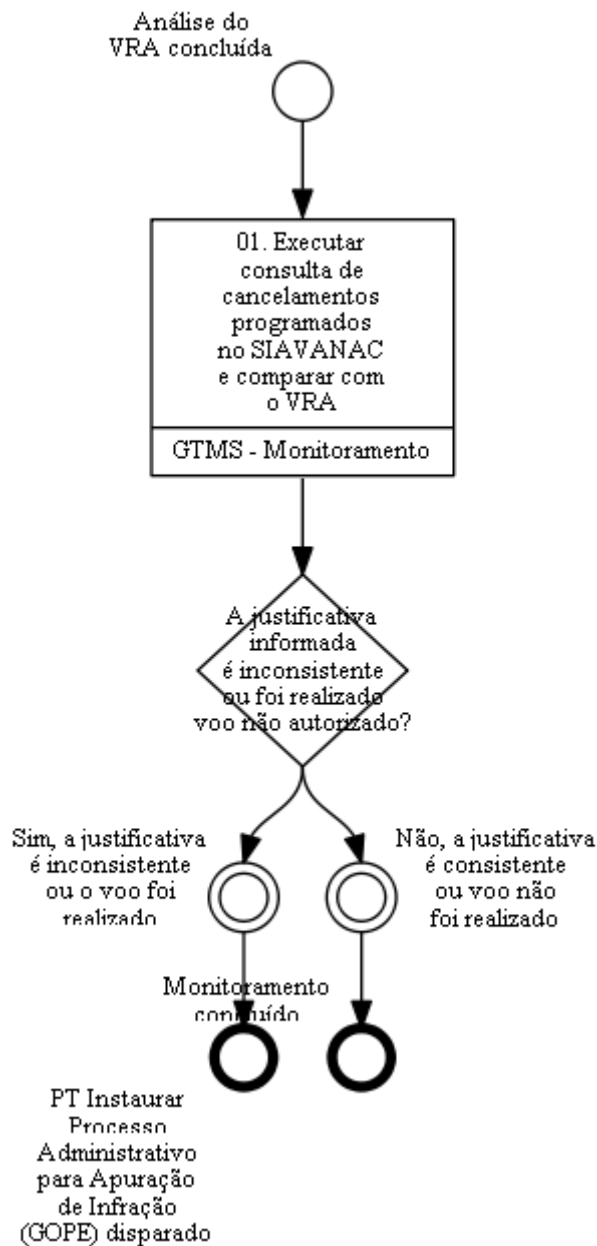 Análise do
VRA concluída
01. Executar
consulta de
cancelamentos
programados
no SIAVANAC
e comparar com
o VRA
GTMS - Monitoramento
A justificativa
informada
é inconsistente
ou foi realizado
voo não autorizado?
Sim, a justificativa
é inconsistente
ou o voo foi
realizado
Não, a justificativa
é consistente
ou voo não
foi realizado
Monitoramento
concluído
PT Instaurar
Processo
Administrativo
para Apuração
de Infração
(GOPE) disparado